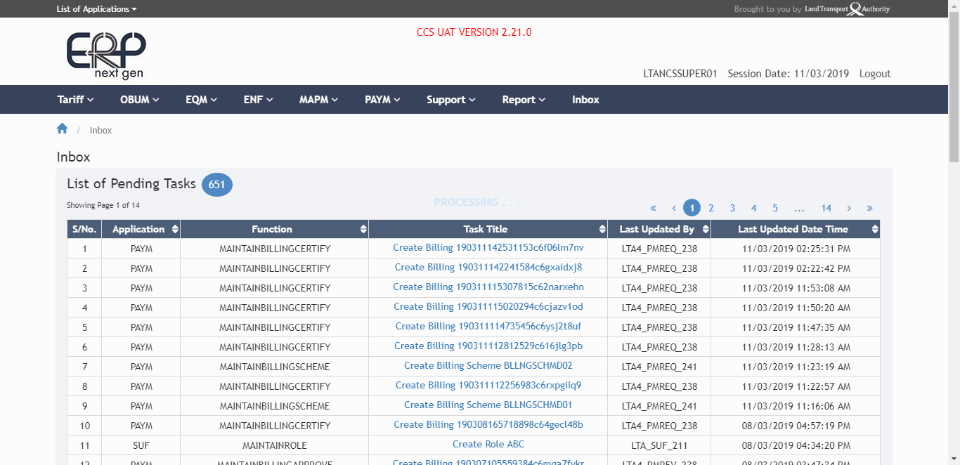 List of Applications
Brought to you by Land Transport Authority
CCS UAT VERSION 2.21.0
ERP
next gen
LTANCSSUPER01 Session Date: 11/03/2019 Logout
Tariff OBUM EQM ENF MAPM PAYM Support Report Inbox
/ Inbox
Inbox
List of Pending Tasks 651
Showing Page 1 of 14
PROCESSING . . .
« ‹ 1 2 3 4 5 ... 14 › »
S/No. Application Function Task Title Last Updated By Last Updated Date Time
1 PAYM MAINTAINBILLINGCERTIFY Create Billing 190311142531153c6f06lm7nv LTA4_PMREQ_238 11/03/2019 02:25:31 PM
2 PAYM MAINTAINBILLINGCERTIFY Create Billing 190311142241584c6gxaidxj8 LTA4_PMREQ_238 11/03/2019 02:22:42 PM
3 PAYM MAINTAINBILLINGCERTIFY Create Billing 190311115307815c62narxehn LTA4_PMREQ_238 11/03/2019 11:53:08 AM
4 PAYM MAINTAINBILLINGCERTIFY Create Billing 190311115020294c6cjazv1od LTA4_PMREQ_238 11/03/2019 11:50:20 AM
5 PAYM MAINTAINBILLINGCERTIFY Create Billing 190311114735456c6ysj2t8uf LTA4_PMREQ_238 11/03/2019 11:47:35 AM
6 PAYM MAINTAINBILLINGCERTIFY Create Billing 190311112812529c616jlg3pb LTA4_PMREQ_238 11/03/2019 11:28:13 AM
7 PAYM MAINTAINBILLINGSCHEME Create Billing Scheme BLLNGSCHMD02 LTA4_PMREQ_241 11/03/2019 11:23:19 AM
8 PAYM MAINTAINBILLINGCERTIFY Create Billing 190311112256983c6rxpgiiq9 LTA4_PMREQ_238 11/03/2019 11:22:57 AM
9 PAYM MAINTAINBILLINGSCHEME Create Billing Scheme BLLNGSCHMD01 LTA4_PMREQ_241 11/03/2019 11:16:06 AM
10 PAYM MAINTAINBILLINGCERTIFY Create Billing 190308165718898c64gecl48b LTA4_PMREQ_238 08/03/2019 04:57:19 PM
11 SUF MAINTAINROLE Create Role ABC LTA_SUF_211 08/03/2019 04:34:20 PM
12 PAYM MAINTAINBILLINGAPPROVE